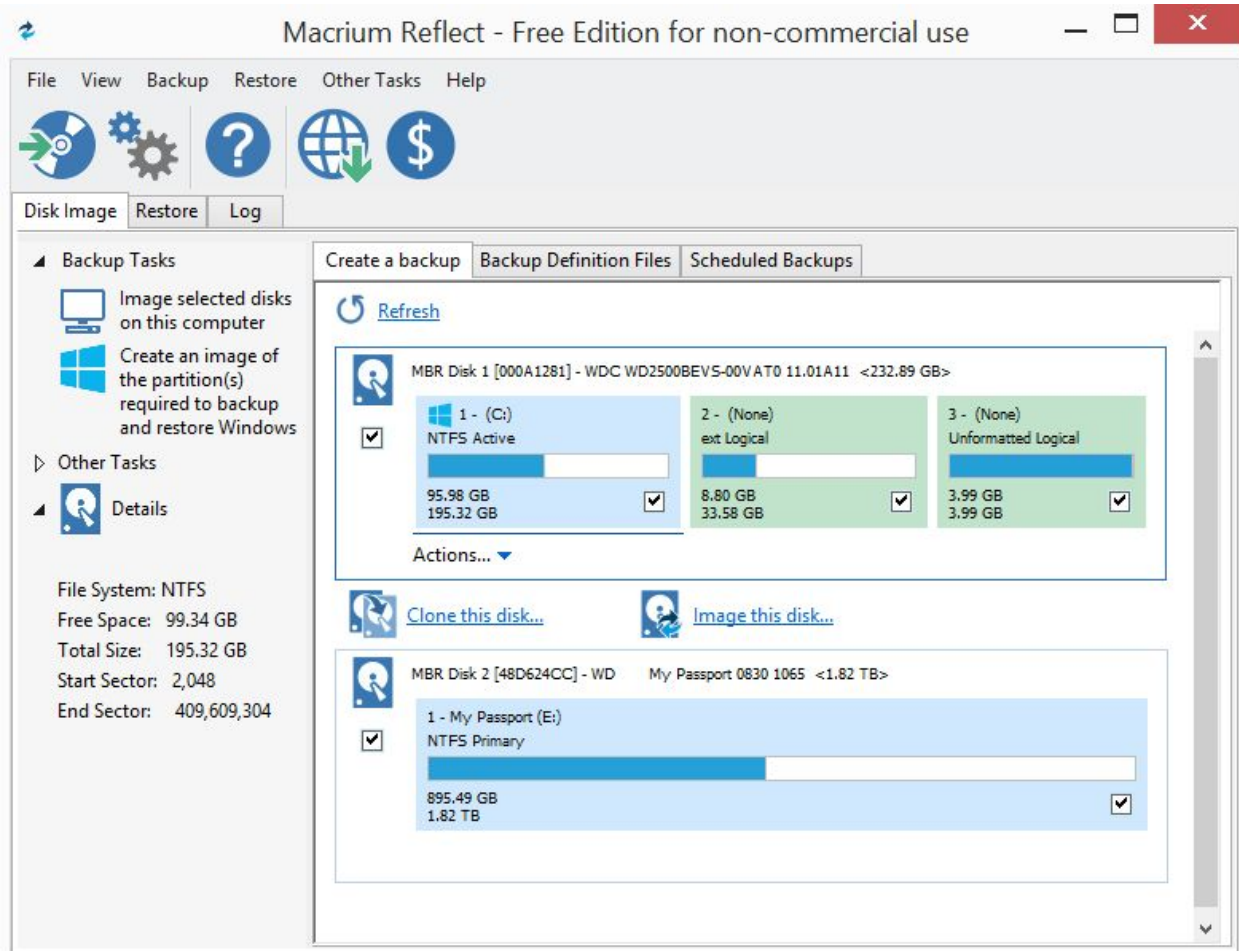 Macrium Reflect - Free Edition for non-commercial use
File View Backup Restore Other Tasks Help
Disk Image Restore Log
Backup Tasks
Image selected disks
on this computer
Create an image of
the partition(s)
required to backup
and restore Windows
Other Tasks
Details
File System: NTFS
Free Space: 99.34 GB
Total Size: 195.32 GB
Start Sector: 2,048
End Sector: 409,609,304
Create a backup Backup Definition Files Scheduled Backups
Refresh
MBR Disk 1 [000A1281] - WDC WD2500BEVS-00VAT0 11.01A11 <232.89 GB>
1 - (C:)
NTFS Active
95.98 GB
195.32 GB
2 - (None)
ext Logical
8.80 GB
33.58 GB
3 - (None)
Unformatted Logical
3.99 GB
3.99 GB
Actions...
Clone this disk... Image this disk...
MBR Disk 2 [48D624CC] - WD My Passport 0830 1065 <1.82 TB>
1 - My Passport (E:)
NTFS Primary
895.49 GB
1.82 TB